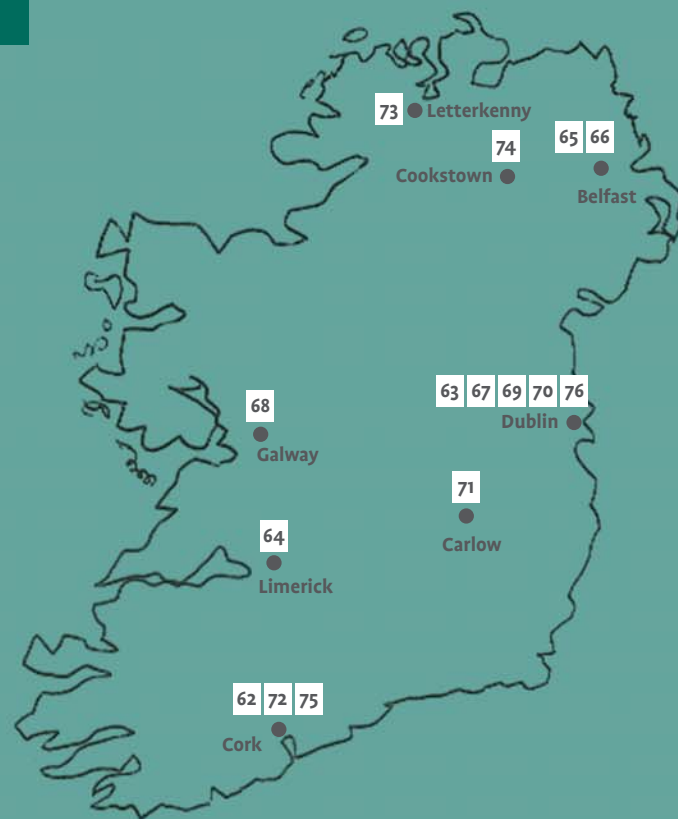 73 Letterkenny
65 66
74
Cookstown
Belfast
63 67 69 70 76
68
Dublin
Galway
71
64
Carlow
Limerick
62 72 75
Cork